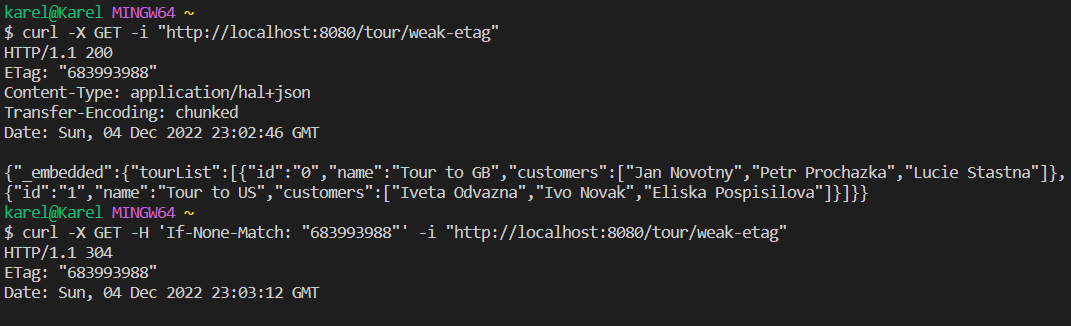 karel@Karel MINGW64 ~
$ curl -X GET -i "http://localhost:8080/tour/weak-etag"
HTTP/1.1 200
ETag: "683993988"
Content-Type: application/hal+json
Transfer-Encoding: chunked
Date: Sun, 04 Dec 2022 23:02:46 GMT

{"_embedded":{"tourList":[{"id":"0","name":"Tour to GB","customers":["Jan Novotny","Petr Prochazka","Lucie Stastna"]},
{"id":"1","name":"Tour to US","customers":["Iveta Odvazna","Ivo Novak","Eliska Pospisilova"]}]}}
karel@Karel MINGW64 ~
$ curl -X GET -H 'If-None-Match: "683993988"' -i "http://localhost:8080/tour/weak-etag"
HTTP/1.1 304
ETag: "683993988"
Date: Sun, 04 Dec 2022 23:03:12 GMT